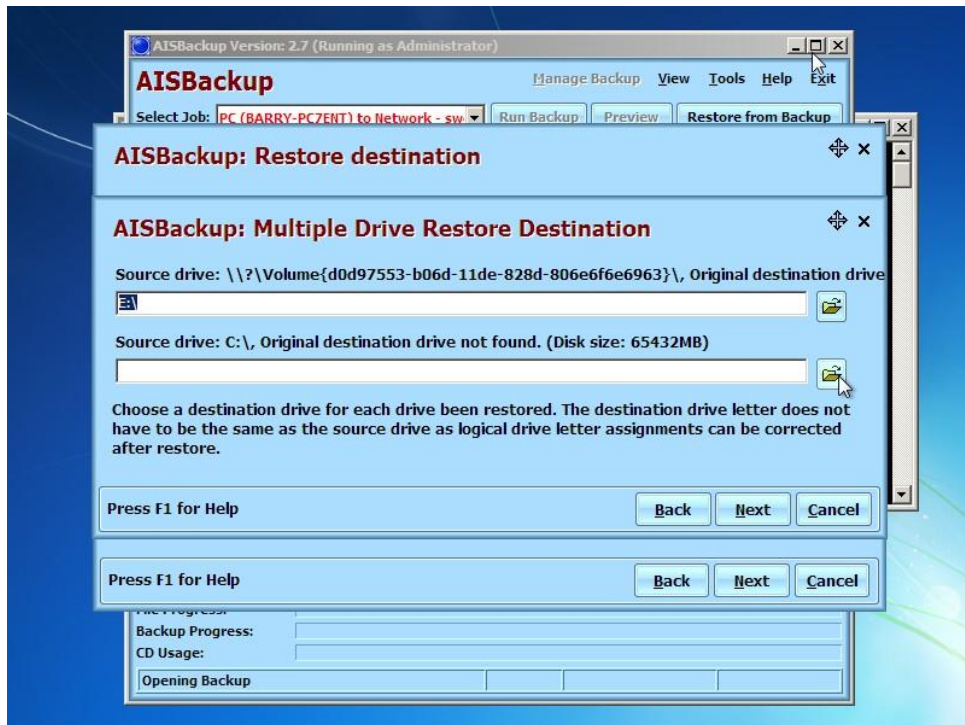 AISBackup Version: 2.7 (Running as Administrator)
AISBackup
Manage Backup View Tools Help Exit
Select Job: PC (BARRY-PC7ENT) to Network - sw Run Backup Preview Restore from Backup
AISBackup: Restore destination
AISBackup: Multiple Drive Restore Destination
Source drive: \\?\Volume{d0d97553-b06d-11de-828d-806e6f6e6963}\, Original destination drive
E:\
Source drive: C:\, Original destination drive not found. (Disk size: 65432MB)
Choose a destination drive for each drive been restored. The destination drive letter does not
have to be the same as the source drive as logical drive letter assignments can be corrected
after restore.
Press F1 for Help Back Next Cancel
Press F1 for Help Back Next Cancel
File Progress:
Backup Progress:
CD Usage:
Opening Backup